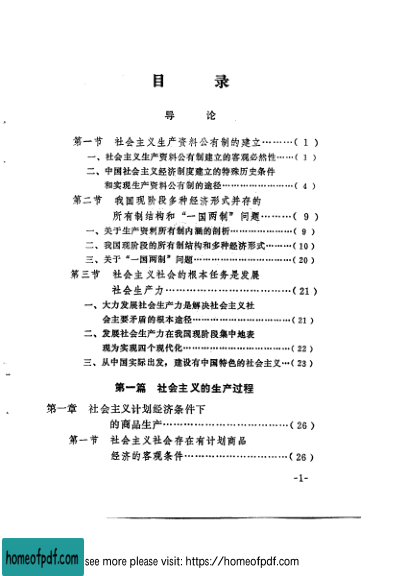 目 录
导 论
第一节 社会主义生产资料公有制的建立………( 1 )
一、社会主义生产资料公有制建立的客观必然性……( 1 )
二、中国社会主义经济制度建立的特殊历史条件
和实现生产资料公有制的途径……………………( 4 )
第二节 我国现阶段多种经济形式并存的
所有制结构和“一国两制”问题………( 9 )
一、关于生产资料所有制内涵的剖析…………………( 9 )
二、我国现阶段的所有制结构和多种经济形式………(10)
三、关于“一国两制”问题……………………………(20)
第三节 社会主义社会的根本任务是发展
社会生产力………………………………(21)
一、大力发展社会生产力是解决社会主义社
会主要矛盾的根本途径…………………………(21)
二、发展社会生产力在我国现阶段集中地表
现为实现四个现代化……………………………(22)
三、从中国实际出发，建设有中国特色的社会主义…(23)
第一篇 社会主义的生产过程
第一章 社会主义计划经济条件下
的商品生产………………………………(26)
第一节 社会主义社会存在有计划商品
经济的客观条件…………………………(26)
-1-
homeofpdf.com
see more please visit: https://homeofpdf.com